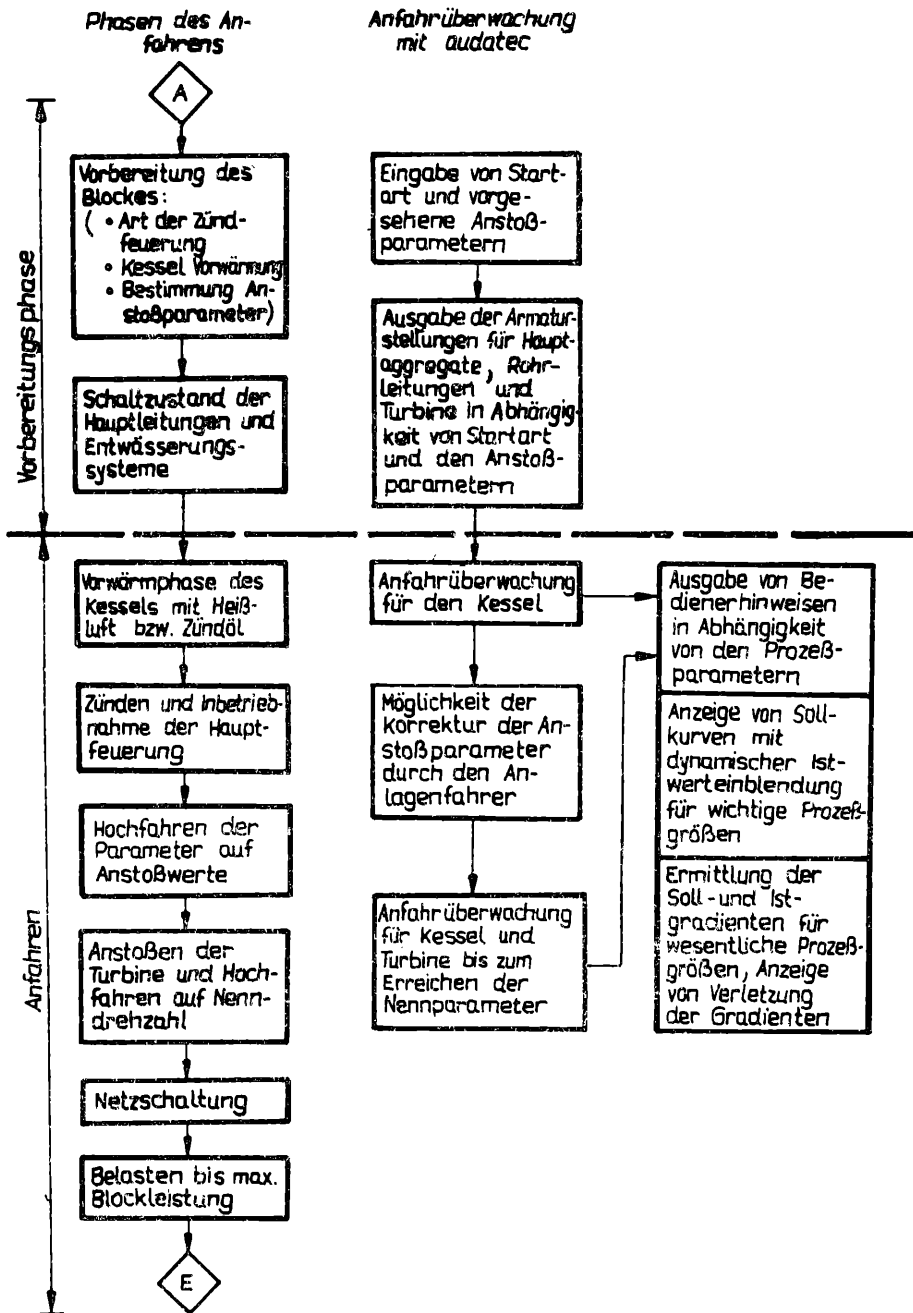 Phasen des An-
fahrens
Anfahrüberwachung
mit audatec
A
Vorbereitung des
Blockes:
( • Art der Zünd-
feuerung
• Kessel Vorwärmung
• Bestimmung An-
stoßparameter)
Schaltzustand der
Hauptleitungen und
Entwässerungs-
systeme
Eingabe von Start-
art und vorge-
sehene Anstoß-
parametern
Ausgabe der Armatur-
stellungen für Haupt-
aggregate, Rohr-
leitungen und
Turbine in Abhängig-
keit von Startart
und den Anstoß-
parametern
Vorbereitungsphase
Vorwärmphase des
Kessels mit Heiß-
luft bzw. Zündöl
Zünden und Inbetrieb-
nahme der Haupt-
feuerung
Hochfahren der
Parameter auf
Anstoßwerte
Anstoßen der
Turbine und Hoch-
fahren auf Nenn-
drehzahl
Netzschaltung
Belasten bis max.
Blockleistung
E
Anfahren
Anfahrüberwachung
für den Kessel
Möglichkeit der
Korrektur der An-
stoßparameter
durch den An-
lagenfahrer
Anfahrüberwachung
für Kessel und
Turbine bis zum
Erreichen der
Nennparameter
Ausgabe von Be-
dienerhinweisen
in Abhängigkeit
von den Prozeß-
parametern
Anzeige von Soll-
kurven mit
dynamischer Ist-
werteinblendung
für wichtige Prozeß-
größen
Ermittlung der
Soll- und Ist-
gradienten für
wesentliche Prozeß-
größen, Anzeige
von Verletzung
der Gradienten